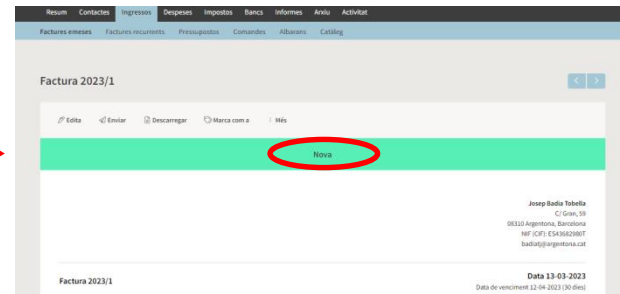 Resum Contactes Ingressos Despeses Impostos Bancs Informes Arxiu Activitat
Factures emeses Factures recurrents Pressupostos Comandes Albarans Catàleg
Factura 2023/1
Edita Enviar Descarregar Marca com a Més
Nova
Josep Badia Tobella
C/ Gran, 59
08310 Argentona, Barcelona
NIF (CIF): ES43682980T
badiatj@argentona.cat
Factura 2023/1
Data 13-03-2023
Data de venciment 12-04-2023 (30 dies)